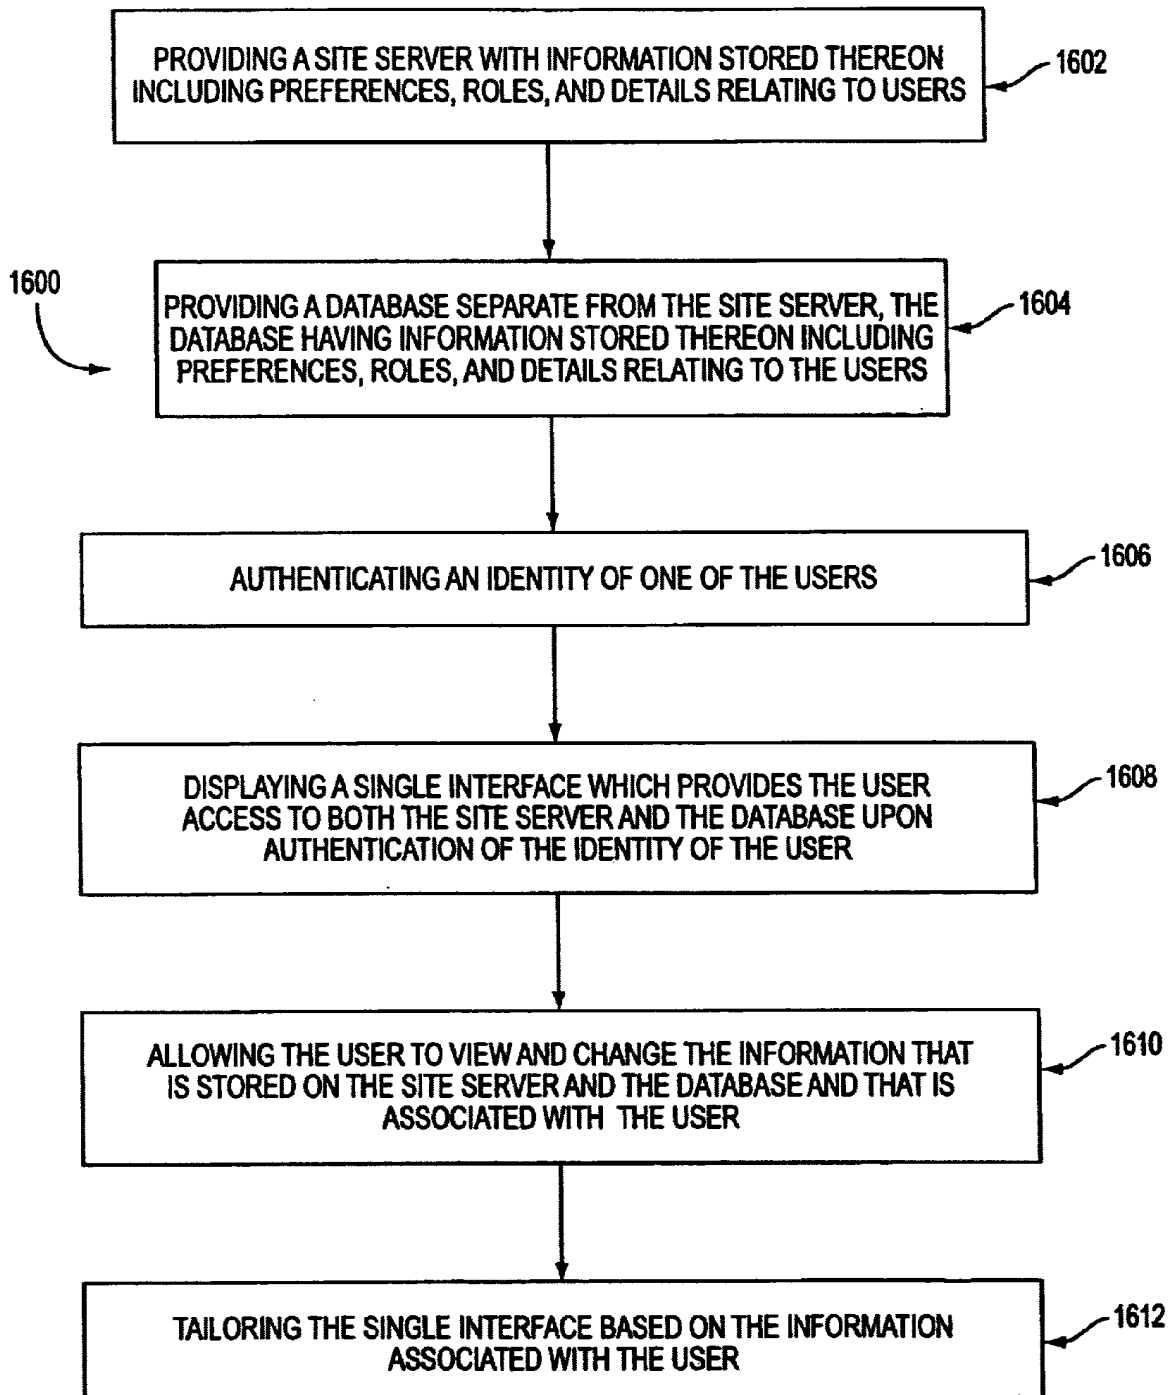 PROVIDING A SITE SERVER WITH INFORMATION STORED THEREON
INCLUDING PREFERENCES, ROLES, AND DETAILS RELATING TO USERS
1602
1600
PROVIDING A DATABASE SEPARATE FROM THE SITE SERVER, THE
DATABASE HAVING INFORMATION STORED THEREON INCLUDING
PREFERENCES, ROLES, AND DETAILS RELATING TO THE USERS
1604
AUTHENTICATING AN IDENTITY OF ONE OF THE USERS
1606
DISPLAYING A SINGLE INTERFACE WHICH PROVIDES THE USER
ACCESS TO BOTH THE SITE SERVER AND THE DATABASE UPON
AUTHENTICATION OF THE IDENTITY OF THE USER
1608
ALLOWING THE USER TO VIEW AND CHANGE THE INFORMATION THAT
IS STORED ON THE SITE SERVER AND THE DATABASE AND THAT IS
ASSOCIATED WITH THE USER
1610
TAILORING THE SINGLE INTERFACE BASED ON THE INFORMATION
ASSOCIATED WITH THE USER
1612